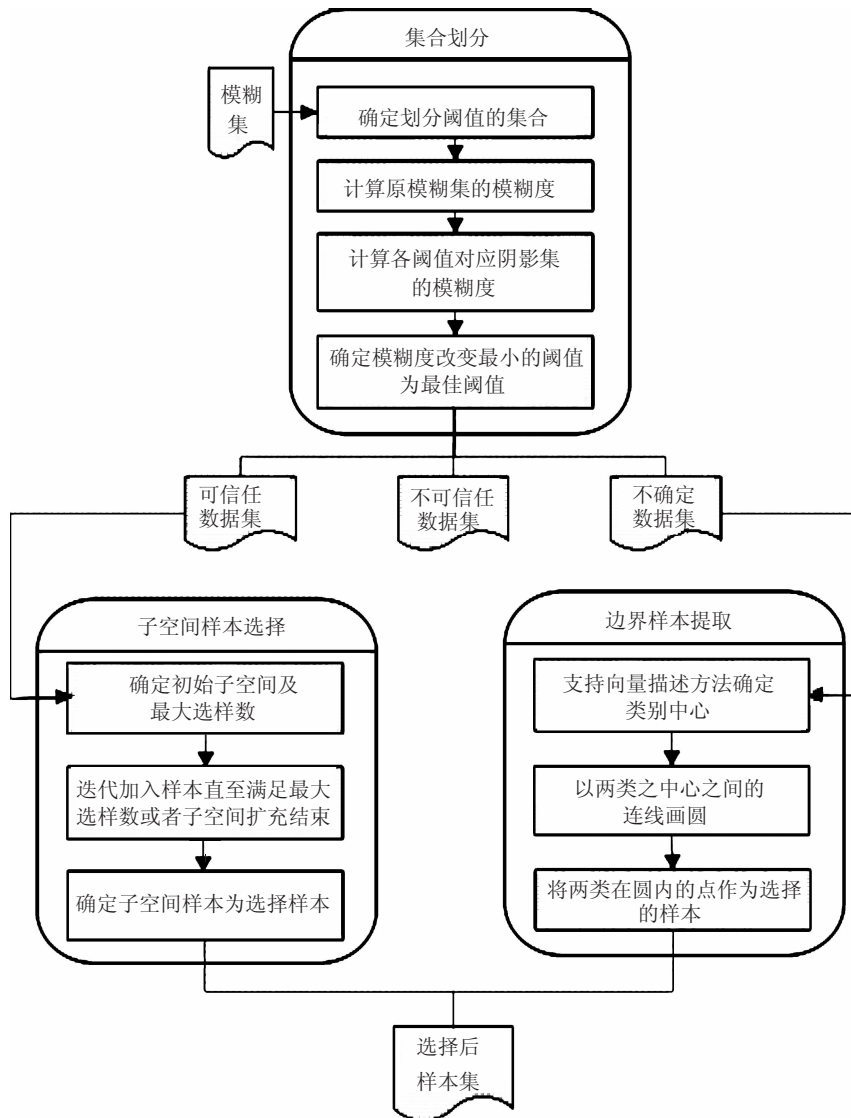 集合划分
模糊
集
确定划分阈值的集合
计算原模糊集的模糊度
计算各阈值对应阴影集
的模糊度
确定模糊度改变最小的阈值
为最佳阈值
可信任
数据集
不可信任
数据集
不确定
数据集
子空间样本选择
确定初始子空间及
最大选样数
迭代加入样本直至满足最大
选样数或者子空间扩充结束
确定子空间样本为选择样本
边界样本提取
支持向量描述方法确定
类别中心
以两类之中心之间的
连线画圆
将两类在圆内的点作为选择
的样本
选择后
样本集